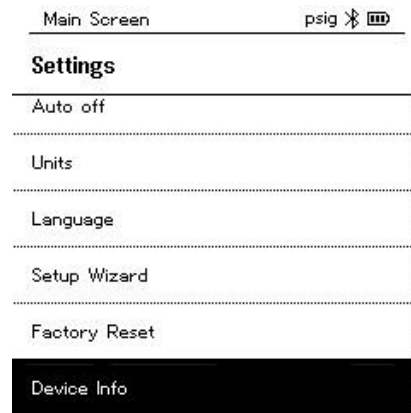 Main Screen psig
Settings
Auto off
Units
Language
Setup Wizard
Factory Reset
Device Info